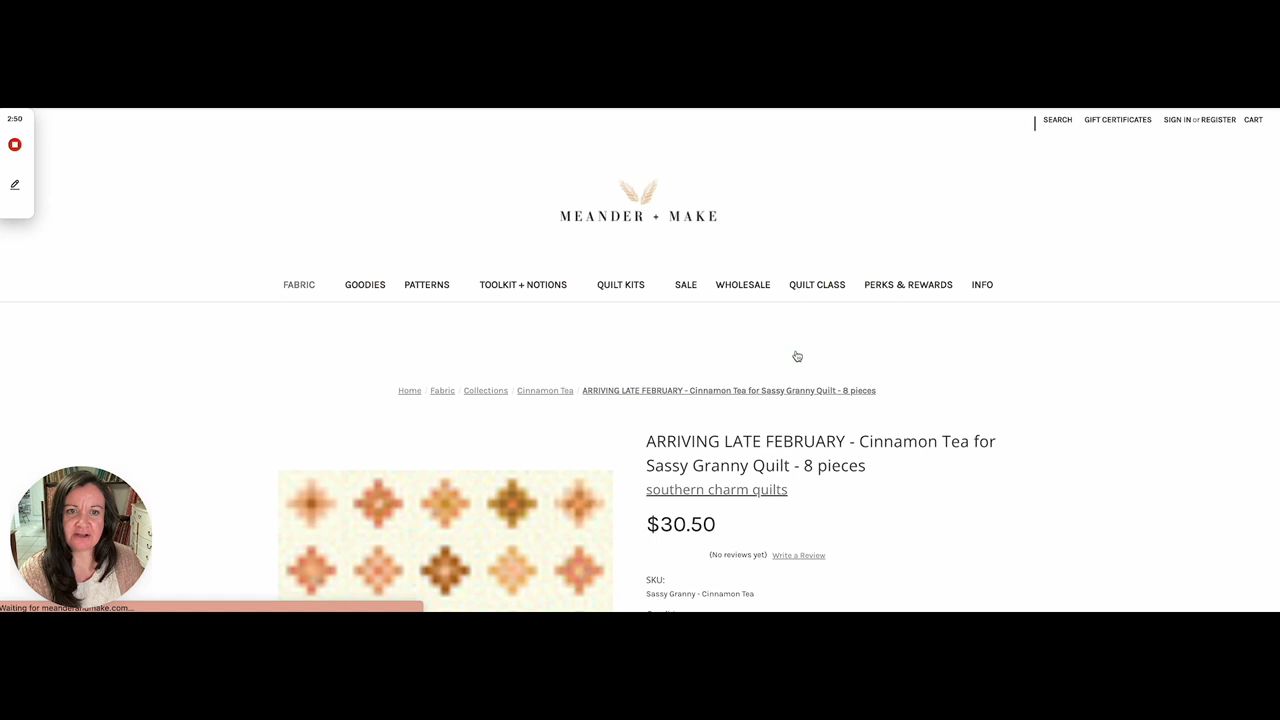 2:50
SEARCH GIFT CERTIFICATES SIGN IN or REGISTER CART
MEANDER + MAKE
FABRIC GOODIES PATTERNS TOOLKIT + NOTIONS QUILT KITS SALE WHOLESALE QUILT CLASS PERKS & REWARDS INFO
Home / Fabric / Collections / Cinnamon Tea / ARRIVING LATE FEBRUARY - Cinnamon Tea for Sassy Granny Quilt - 8 pieces
ARRIVING LATE FEBRUARY - Cinnamon Tea for
Sassy Granny Quilt - 8 pieces
southern charm quilts
$30.50
(No reviews yet) Write a Review
SKU:
Sassy Granny - Cinnamon Tea
Waiting for meanderandmake.com...